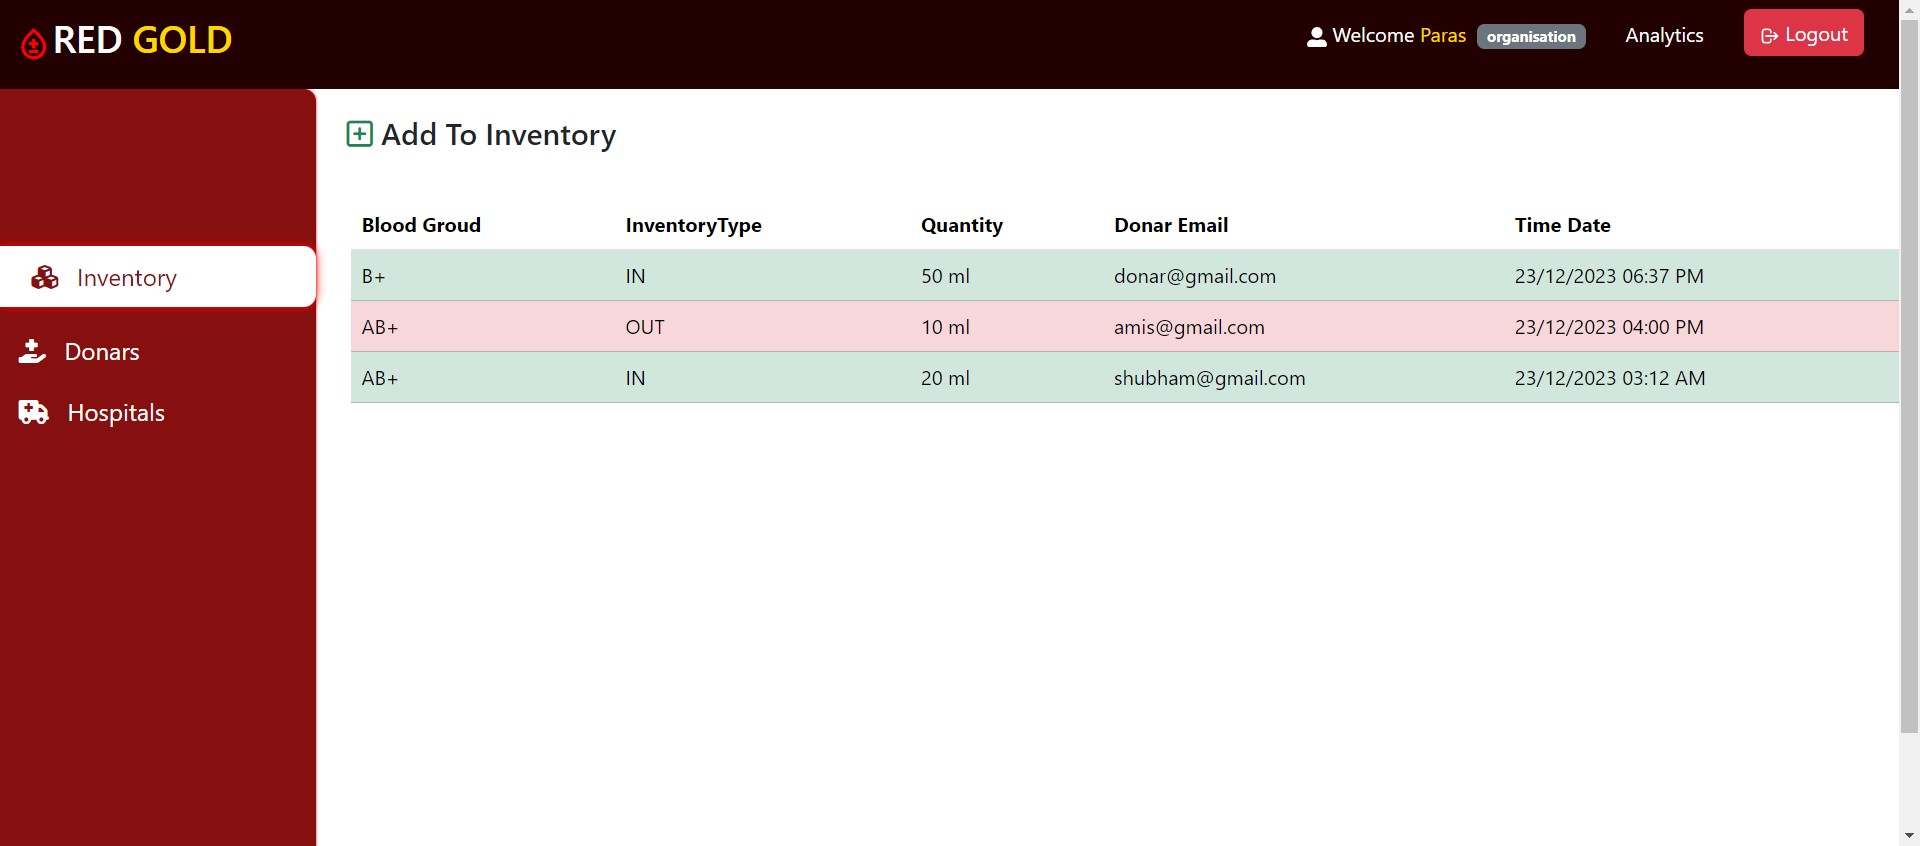 RED GOLD
Welcome Paras organisation Analytics Logout
Add To Inventory
Blood Groud InventoryType Quantity Donar Email Time Date
B+ IN 50 ml donar@gmail.com 23/12/2023 06:37 PM
AB+ OUT 10 ml amis@gmail.com 23/12/2023 04:00 PM
AB+ IN 20 ml shubham@gmail.com 23/12/2023 03:12 AM
Inventory
Donars
Hospitals